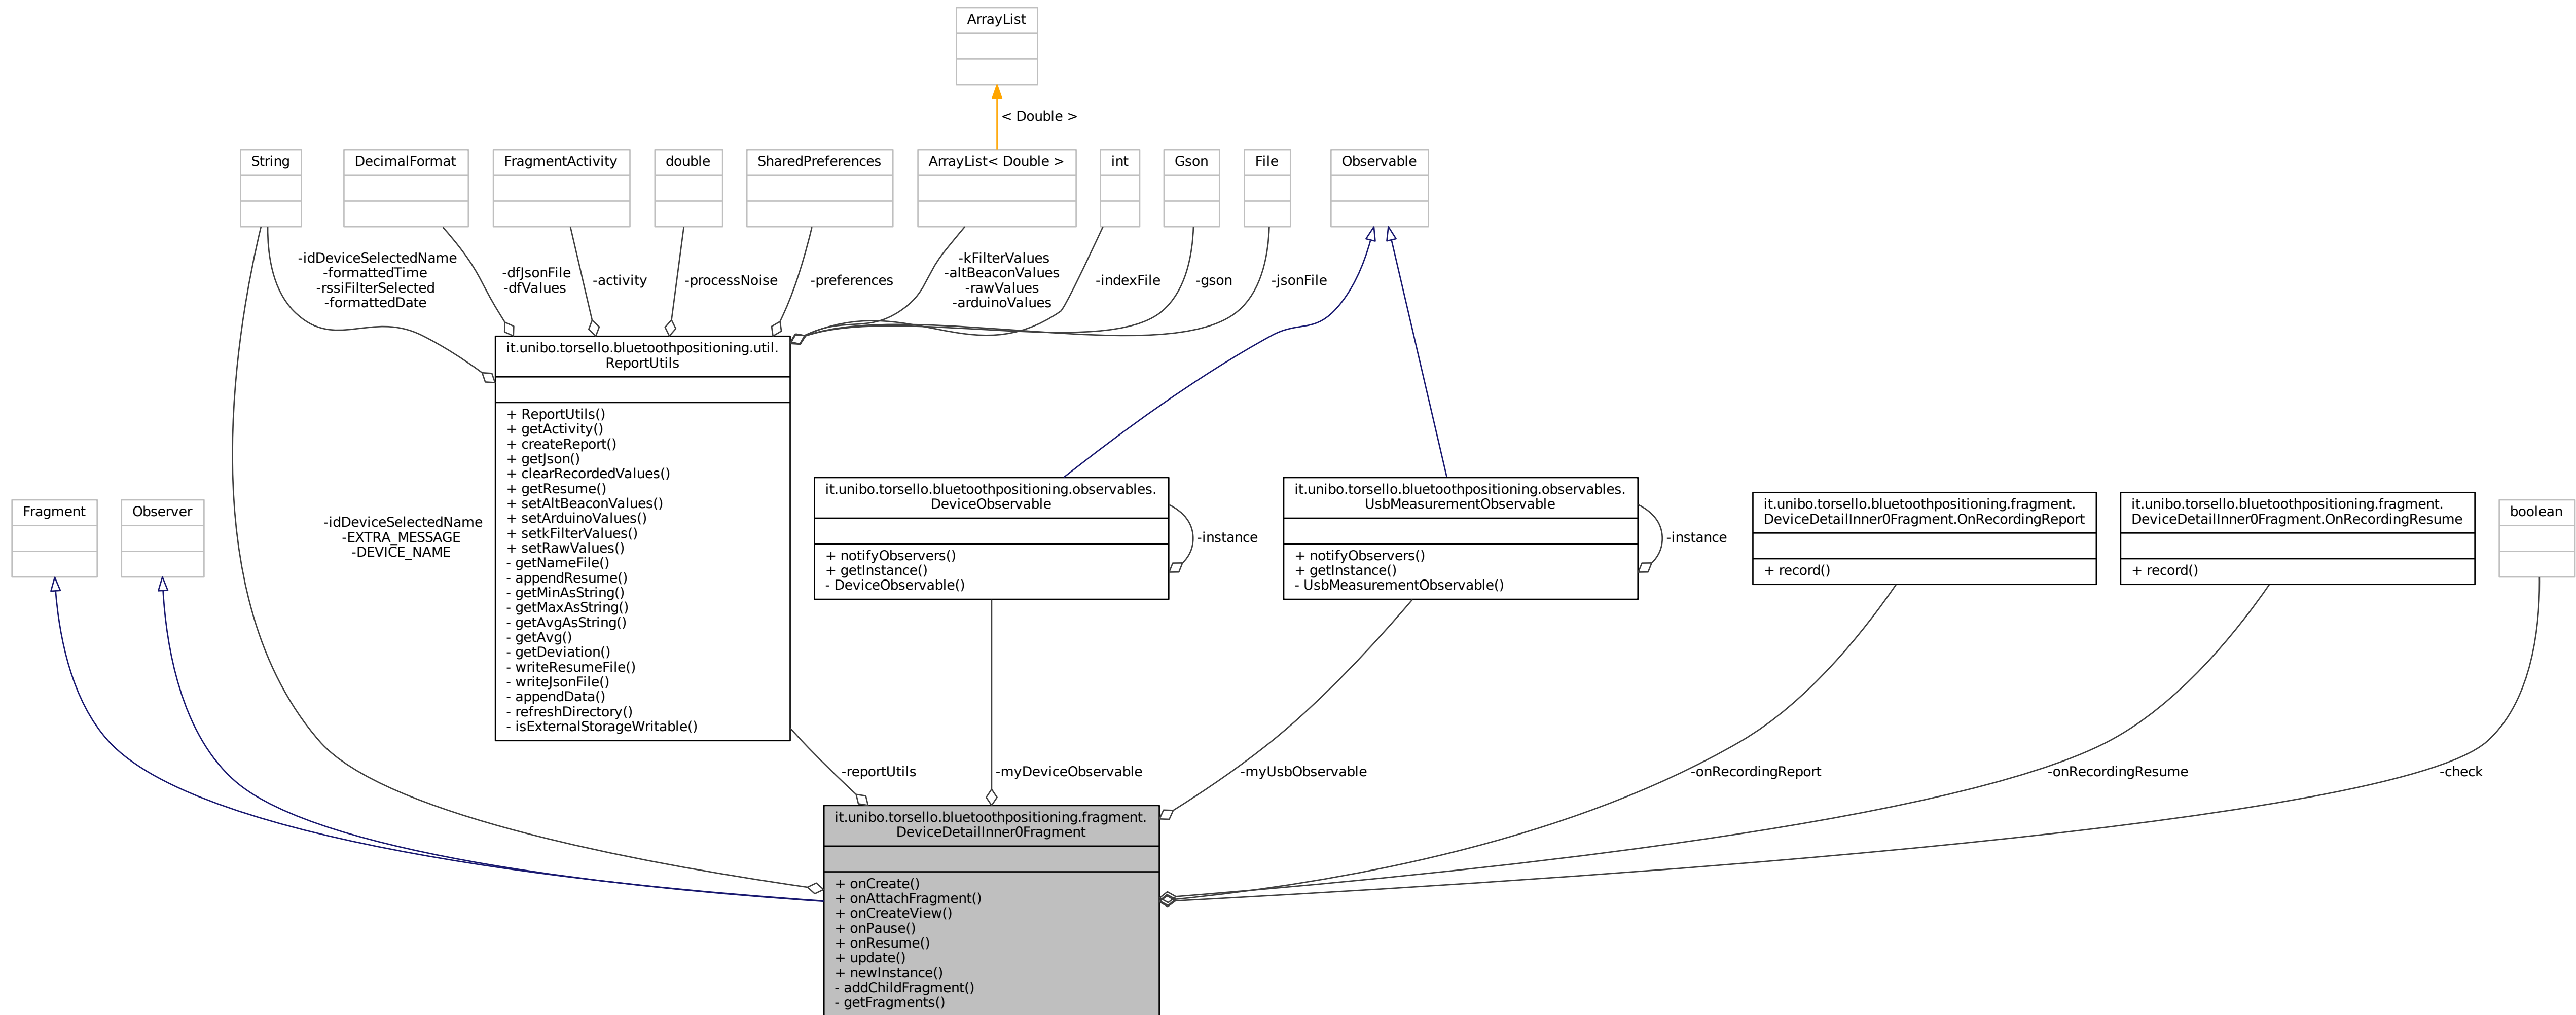 ArrayList
< Double >
String
DecimalFormat
FragmentActivity
double
SharedPreferences
ArrayList< Double >
int
Gson
File
Observable
-idDeviceSelectedName
-formattedTime
-rssiFilterSelected
-formattedDate
-dfJsonFile
-dfValues
-activity
-processNoise
-preferences
-kFilterValues
-altBeaconValues
-rawValues
-arduinoValues
-indexFile
-gson
-jsonFile
it.unibo.torsello.bluetoothpositioning.util.
ReportUtils
+ ReportUtils()
+ getActivity()
+ createReport()
+ getJson()
+ clearRecordedValues()
+ getResume()
+ setAltBeaconValues()
+ setArduinoValues()
+ setkFilterValues()
+ setRawValues()
- getNameFile()
- appendResume()
- getMinAsString()
- getMaxAsString()
- getAvgAsString()
- getAvg()
- getDeviation()
- writeResumeFile()
- writeJsonFile()
- appendData()
- refreshDirectory()
- isExternalStorageWritable()
Fragment
Observer
-idDeviceSelectedName
-EXTRA_MESSAGE
-DEVICE_NAME
it.unibo.torsello.bluetoothpositioning.observables.
DeviceObservable
+ notifyObservers()
+ getInstance()
- DeviceObservable()
-instance
it.unibo.torsello.bluetoothpositioning.observables.
UsbMeasurementObservable
+ notifyObservers()
+ getInstance()
- UsbMeasurementObservable()
-instance
it.unibo.torsello.bluetoothpositioning.fragment.
DeviceDetailInner0Fragment.OnRecordingReport
+ record()
it.unibo.torsello.bluetoothpositioning.fragment.
DeviceDetailInner0Fragment.OnRecordingResume
+ record()
boolean
-reportUtils
-myDeviceObservable
-myUsbObservable
-onRecordingReport
-onRecordingResume
-check
it.unibo.torsello.bluetoothpositioning.fragment.
DeviceDetailInner0Fragment
+ onCreate()
+ onAttachFragment()
+ onCreateView()
+ onPause()
+ onResume()
+ update()
+ newInstance()
- addChildFragment()
- getFragments()